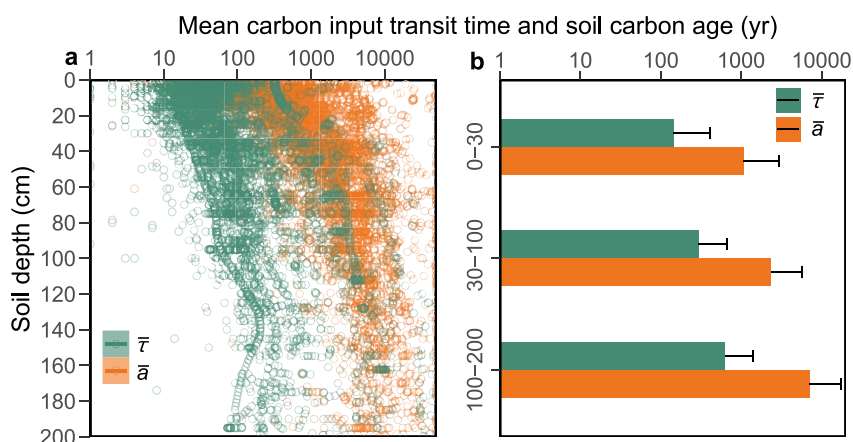 Mean carbon input transit time and soil carbon age (yr)
a
1 10 100 1000 10000
0
20
40
60
80
100
120
140
160
180
200
Soil depth (cm)
τ̅
a̅
b
1 10 100 1000 10000
0−30
30−100
100−200
τ̅
a̅